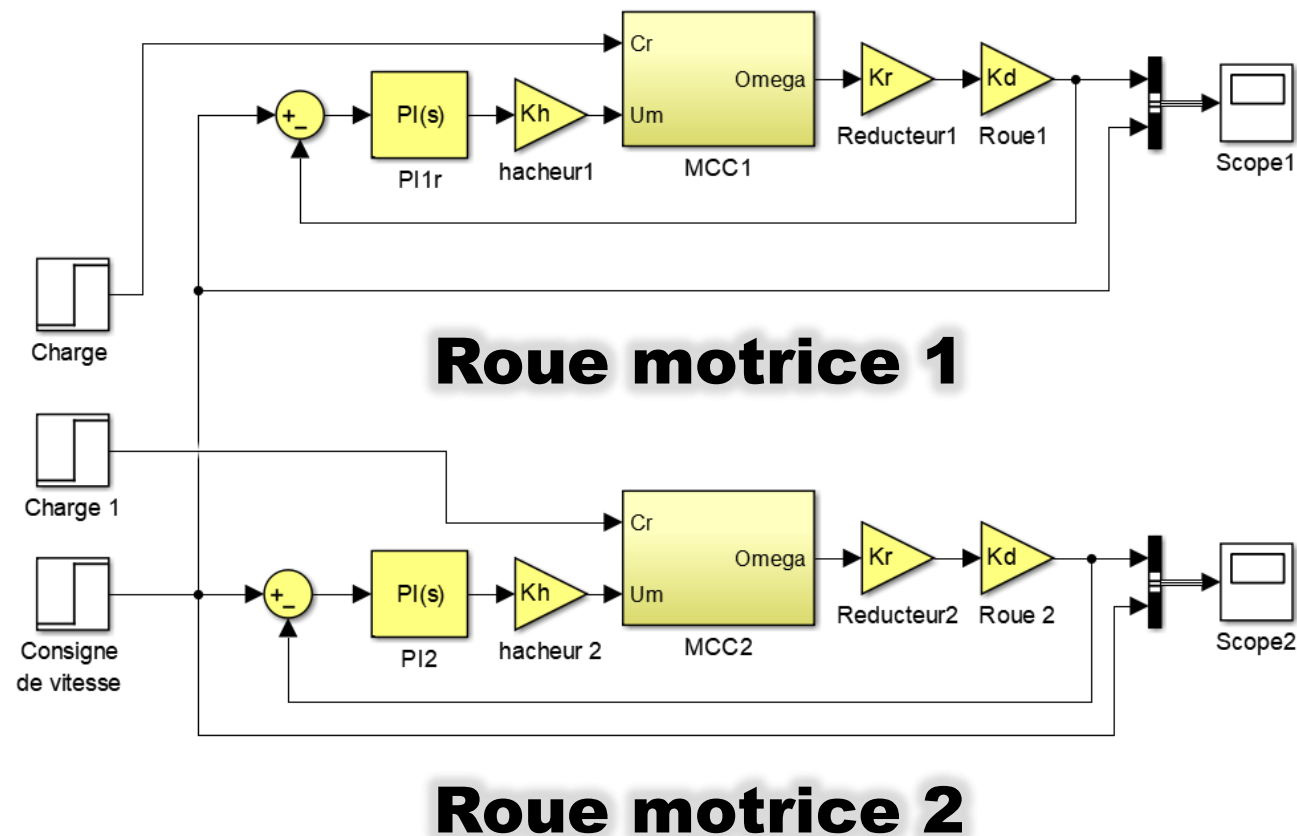 Cr
Omega
Um
MCC1
+
−
PI(s)
PI1r
Kh
hacheur1
Kr
Reducteur1
Kd
Roue1
Scope1
Charge
Roue motrice 1
Charge 1
Cr
Omega
Um
MCC2
Consigne
de vitesse
+
−
PI(s)
PI2
Kh
hacheur 2
Kr
Reducteur2
Kd
Roue 2
Scope2
Roue motrice 2